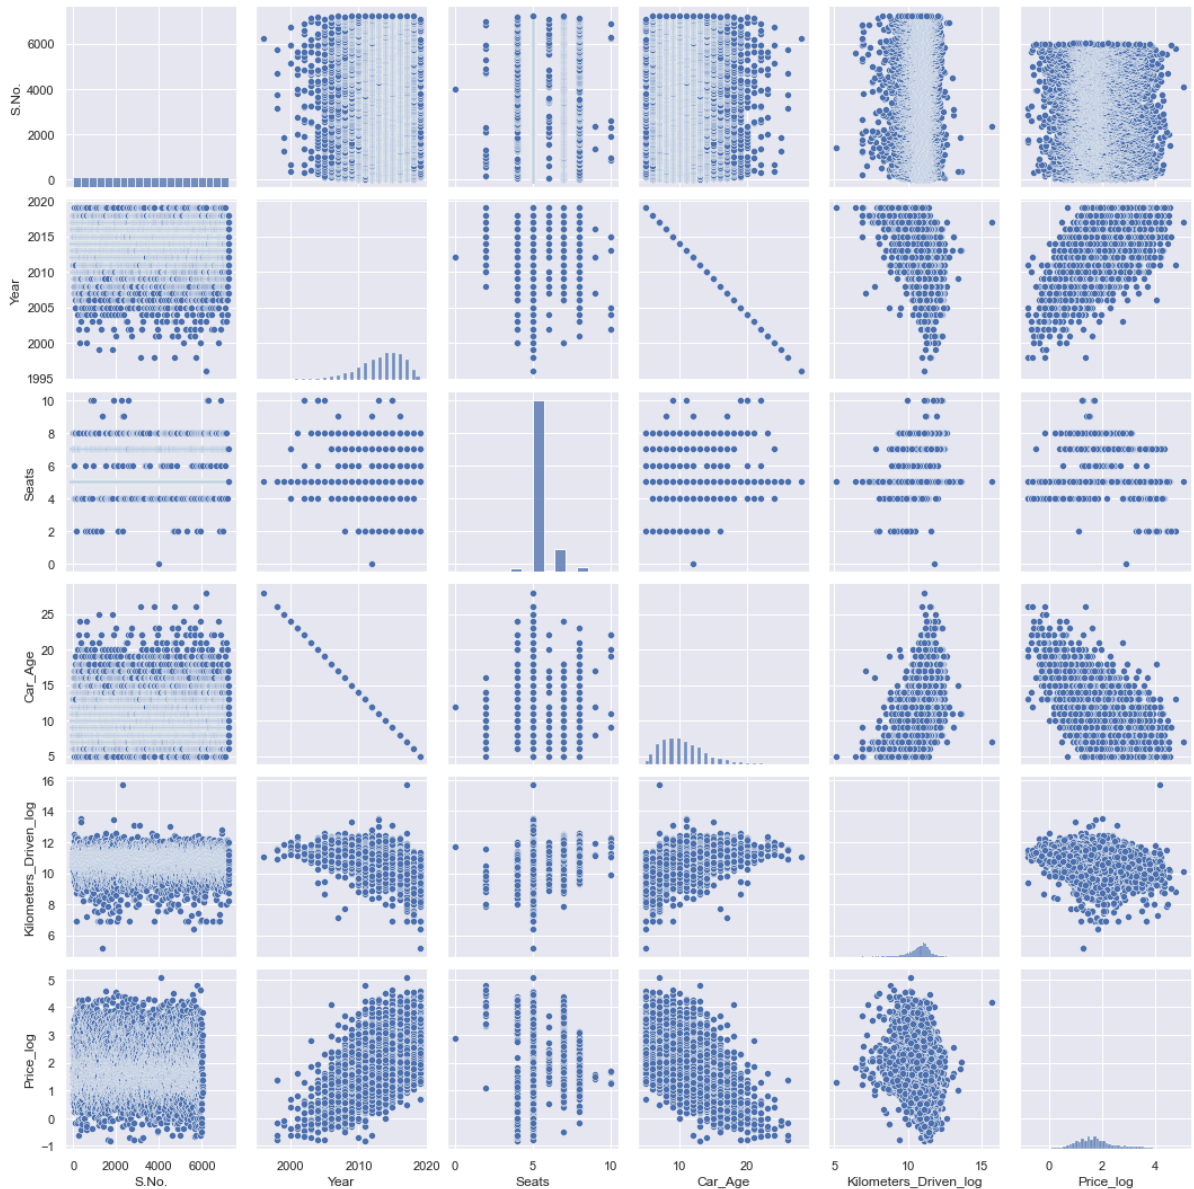 6000
4000
2000
0
S.No.
2020
2015
2010
2005
2000
1995
Year
10
8
6
4
2
0
Seats
25
20
15
10
5
Car_Age
16
14
12
10
8
6
Kilometers_Driven_log
5
4
3
2
1
0
−1
Price_log
0 2000 4000 6000
S.No.
2000 2010 2020
Year
0 5 10
Seats
10 20
Car_Age
5 10 15
Kilometers_Driven_log
0 2 4
Price_log